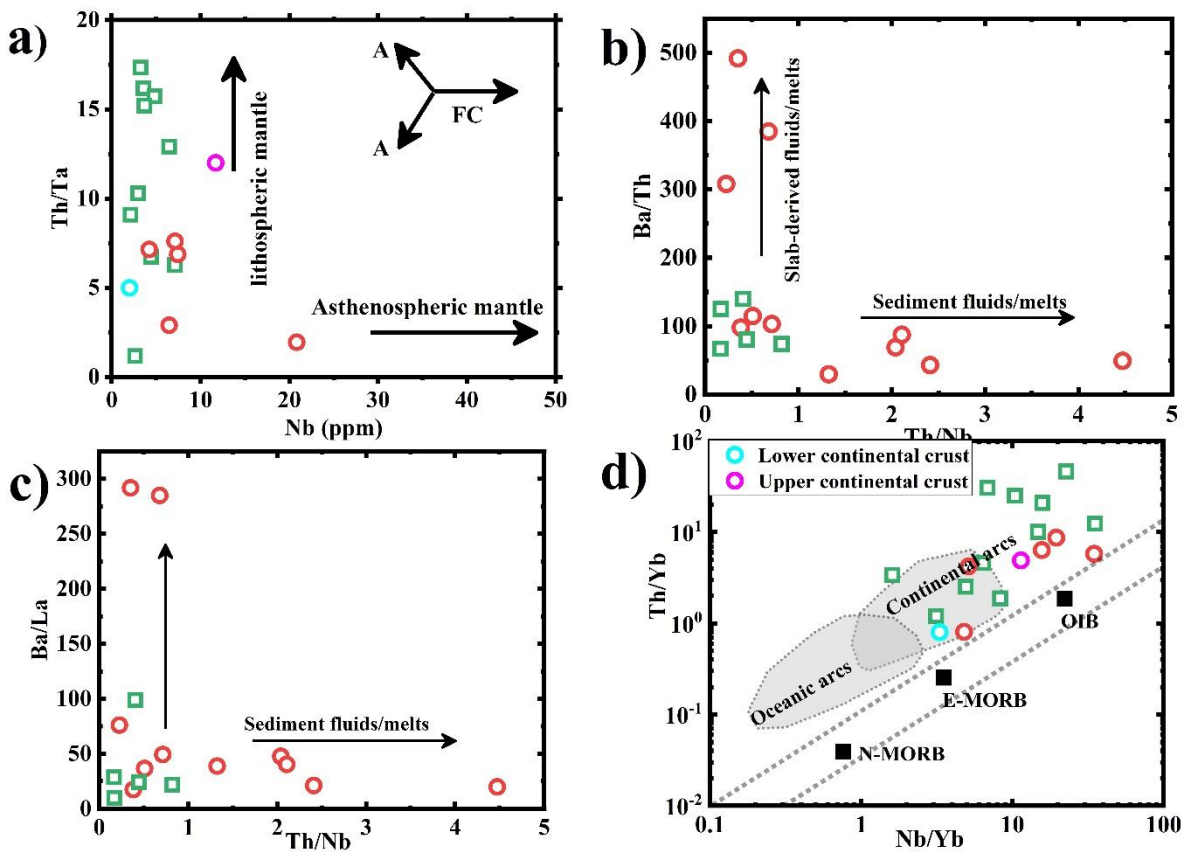 a)
20
15
10
5
0
Th/Ta
0
10
20
30
40
50
Nb (ppm)
lithospheric mantle
A
A
FC
Asthenospheric mantle
b)
500
400
300
200
100
0
Ba/Th
0
1
2
3
4
5
Th/Nb
Slab-derived fluids/melts
Sediment fluids/melts
c)
300
250
200
150
100
50
0
Ba/La
0
1
2
3
4
5
Th/Nb
Sediment fluids/melts
d)
10²
10¹
10⁰
10⁻¹
10⁻²
Th/Yb
0.1
1
10
100
Nb/Yb
Lower continental crust
Upper continental crust
Continental arcs
Oceanic arcs
OIB
E-MORB
N-MORB